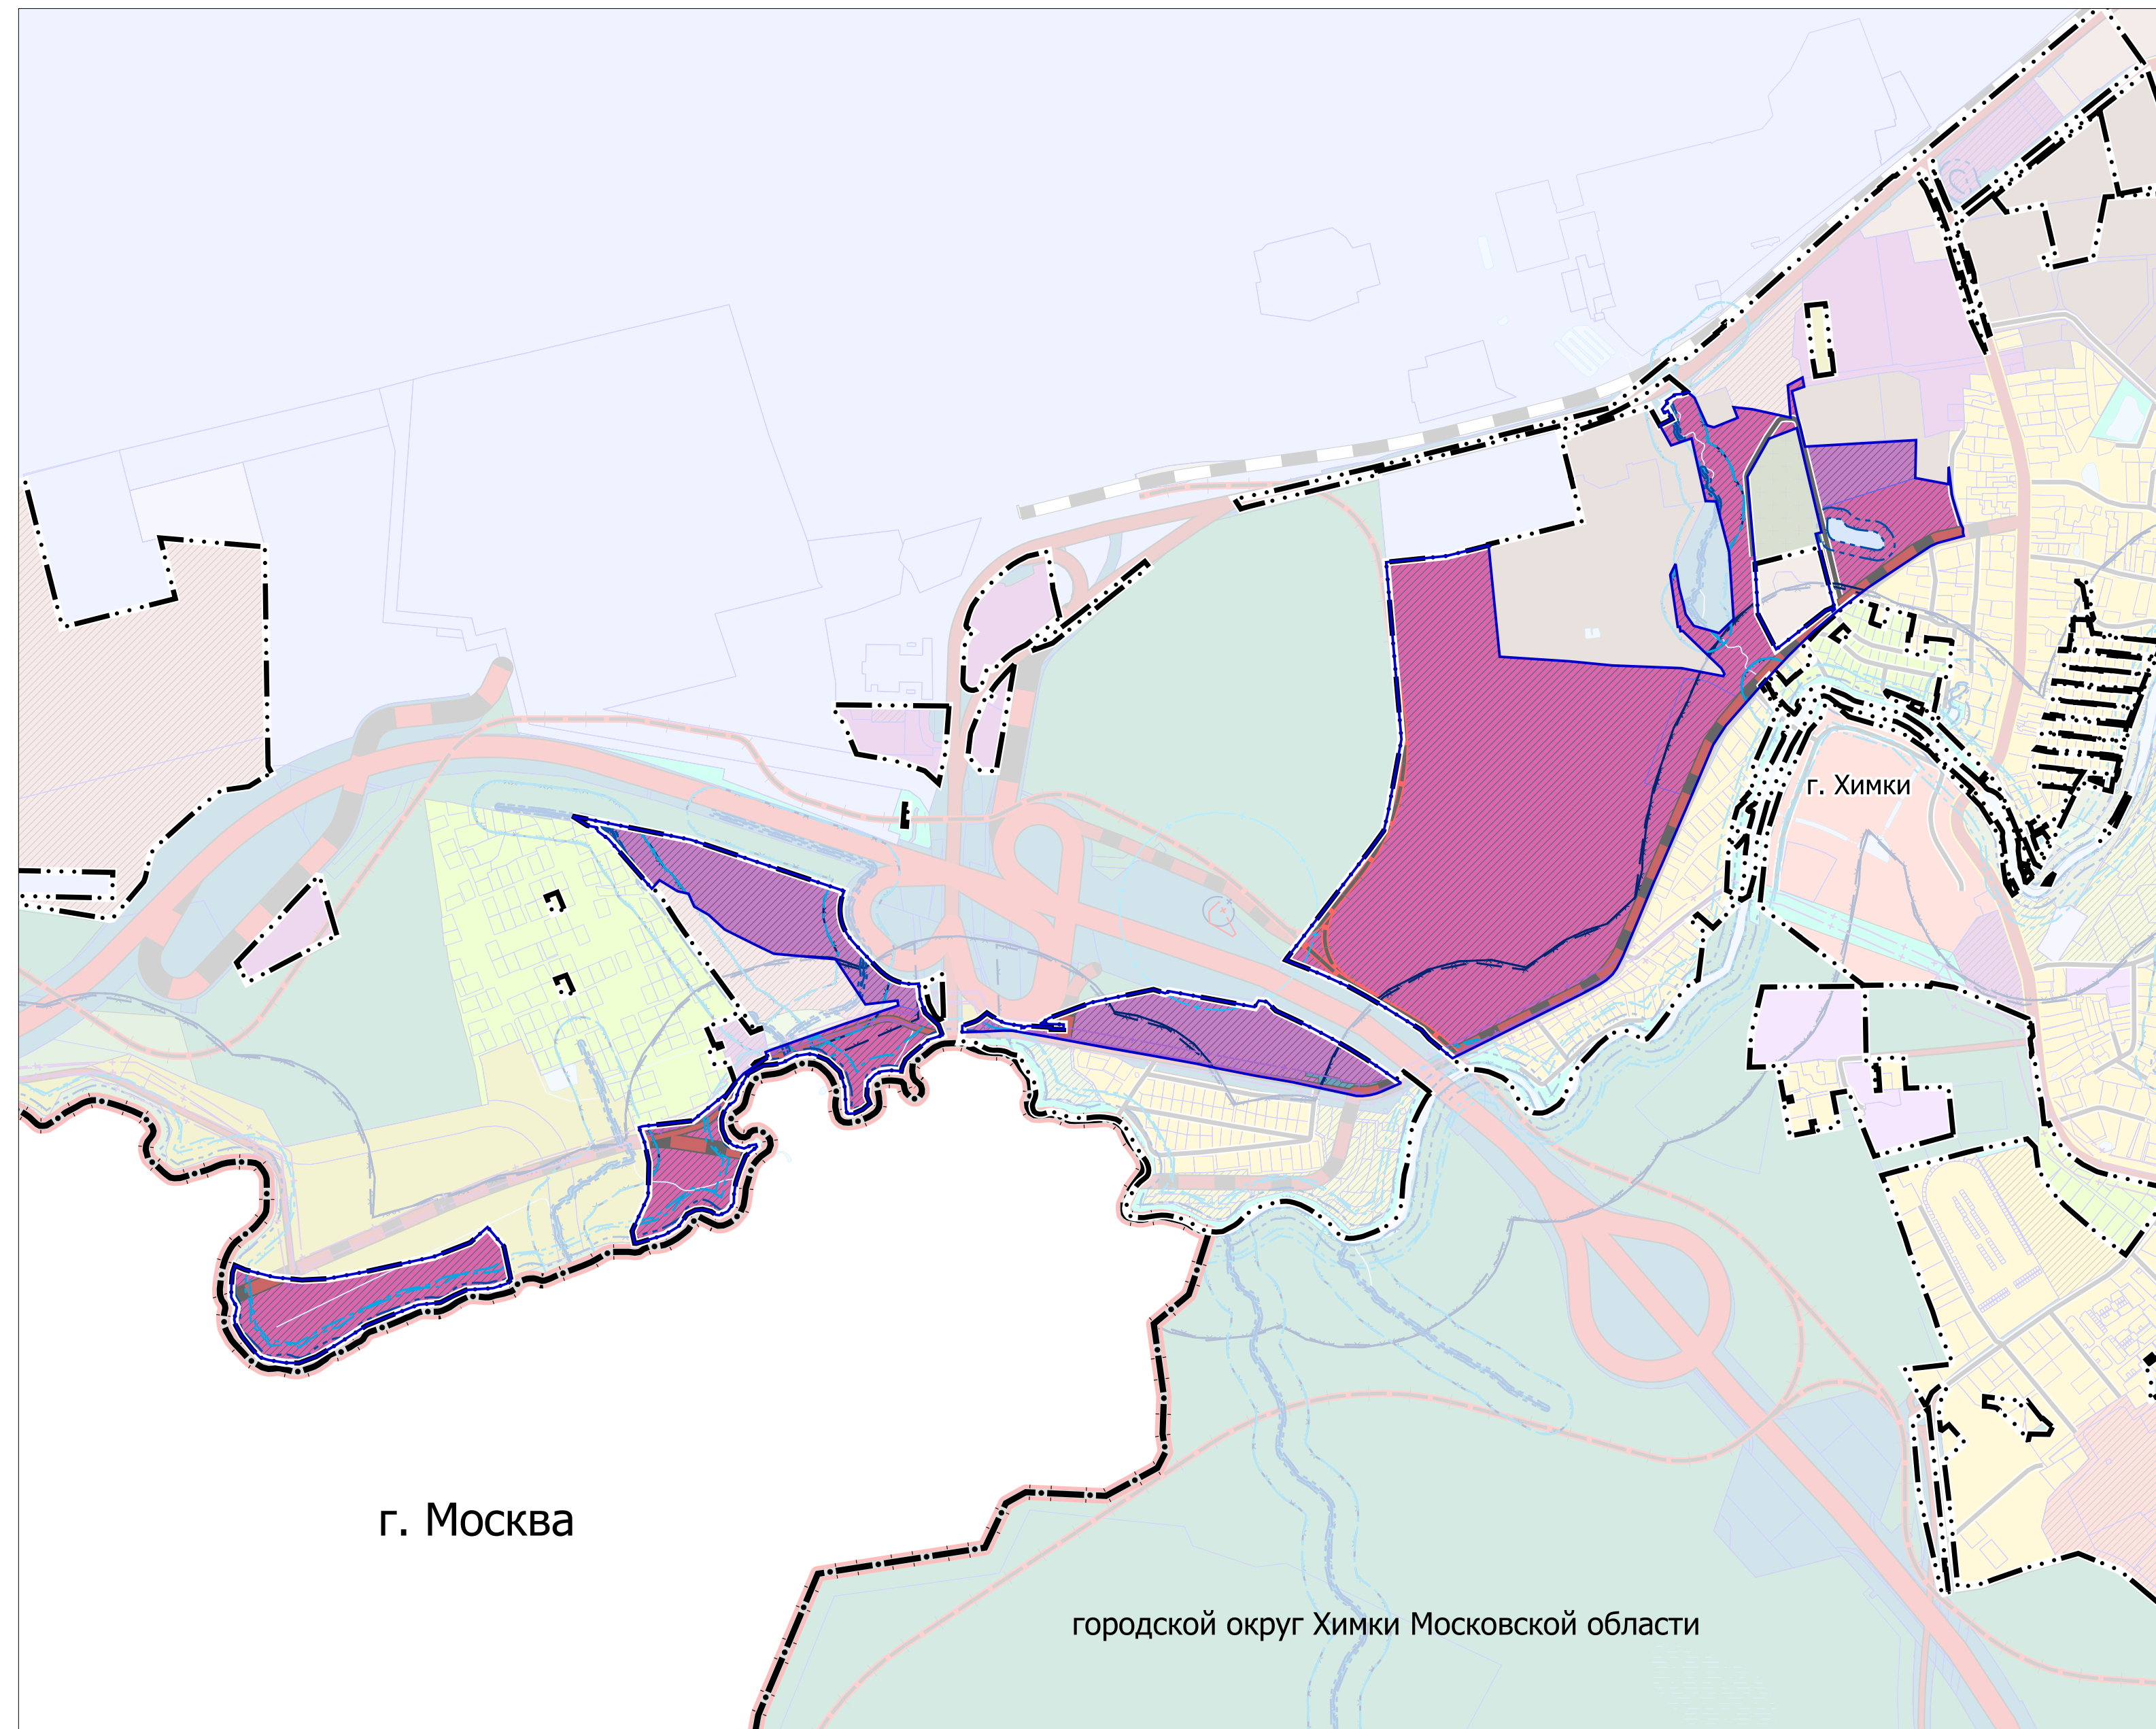 г. Химки
г. Москва
городской округ Химки Московской области